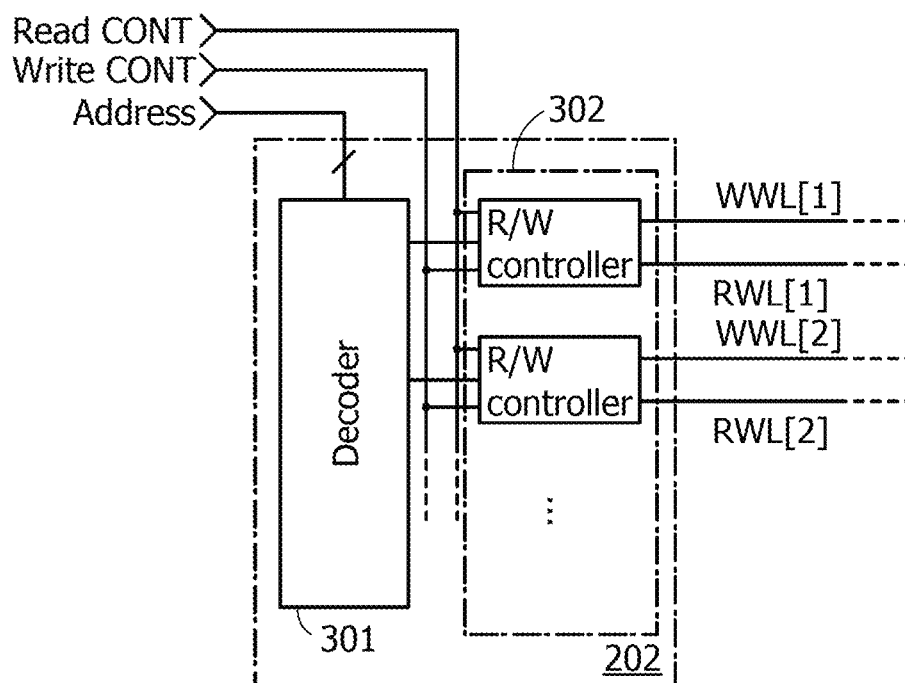 Read CONT
Write CONT
Address
302
R/W
controller
WWL[1]
RWL[1]
R/W
controller
WWL[2]
RWL[2]
Decoder
301
202